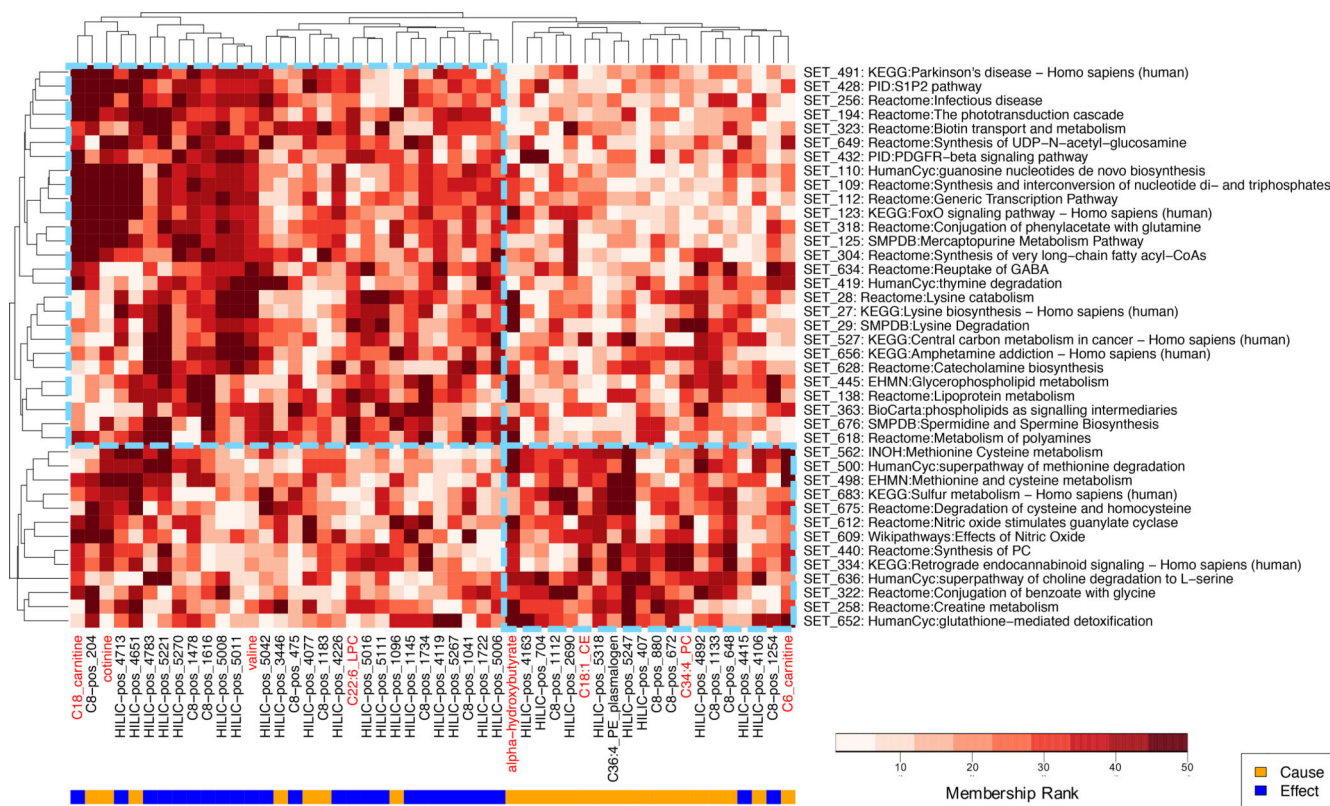 SET_491: KEGG:Parkinson's disease – Homo sapiens (human)
SET_428: PID:S1P2 pathway
SET_256: Reactome:Infectious disease
SET_194: Reactome:The phototransduction cascade
SET_323: Reactome:Biotin transport and metabolism
SET_649: Reactome:Synthesis of UDP–N–acetyl–glucosamine
SET_432: PID:PDGFR–beta signaling pathway
SET_110: HumanCyc:guanosine nucleotides de novo biosynthesis
SET_109: Reactome:Synthesis and interconversion of nucleotide di– and triphosphates
SET_112: Reactome:Generic Transcription Pathway
SET_123: KEGG:FoxO signaling pathway – Homo sapiens (human)
SET_318: Reactome:Conjugation of phenylacetate with glutamine
SET_125: SMPDB:Mercaptopurine Metabolism Pathway
SET_304: Reactome:Synthesis of very long–chain fatty acyl–CoAs
SET_634: Reactome:Reuptake of GABA
SET_419: HumanCyc:thymine degradation
SET_28: Reactome:Lysine catabolism
SET_27: KEGG:Lysine biosynthesis – Homo sapiens (human)
SET_29: SMPDB:Lysine Degradation
SET_527: KEGG:Central carbon metabolism in cancer – Homo sapiens (human)
SET_656: KEGG:Amphetamine addiction – Homo sapiens (human)
SET_628: Reactome:Catecholamine biosynthesis
SET_445: EHMN:Glycerophospholipid metabolism
SET_138: Reactome:Lipoprotein metabolism
SET_363: BioCarta:phospholipids as signalling intermediaries
SET_676: SMPDB:Spermidine and Spermine Biosynthesis
SET_618: Reactome:Metabolism of polyamines
SET_562: INOH:Methionine Cysteine metabolism
SET_500: HumanCyc:superpathway of methionine degradation
SET_498: EHMN:Methionine and cysteine metabolism
SET_683: KEGG:Sulfur metabolism – Homo sapiens (human)
SET_675: Reactome:Degradation of cysteine and homocysteine
SET_612: Reactome:Nitric oxide stimulates guanylate cyclase
SET_609: Wikipathways:Effects of Nitric Oxide
SET_440: Reactome:Synthesis of PC
SET_334: KEGG:Retrograde endocannabinoid signaling – Homo sapiens (human)
SET_636: HumanCyc:superpathway of choline degradation to L–serine
SET_322: Reactome:Conjugation of benzoate with glycine
SET_258: Reactome:Creatine metabolism
SET_652: HumanCyc:glutathione–mediated detoxification
C18_carnitine
C8–pos_204
cotinine
HILIC–pos_4713
HILIC–pos_4651
HILIC–pos_4783
HILIC–pos_5221
HILIC–pos_5270
C8–pos_1478
C8–pos_1616
HILIC–pos_5008
HILIC–pos_5011
valine
HILIC–pos_5042
HILIC–pos_3446
C8–pos_475
HILIC–pos_4077
HILIC–pos_1183
HILIC–pos_4226
C22:6_LPC
HILIC–pos_5016
HILIC–pos_5111
HILIC–pos_1096
HILIC–pos_1145
C8–pos_1734
HILIC–pos_4119
HILIC–pos_5267
HILIC–pos_1041
HILIC–pos_1722
HILIC–pos_5006
alpha–hydroxybutyrate
HILIC–pos_4163
HILIC–pos_704
C8–pos_1112
HILIC–pos_2690
C18:1_CE
HILIC–pos_5318
C36:4_PE_plasmalogen
HILIC–pos_5247
HILIC–pos_407
C8–pos_880
C8–pos_672
C34:4_PC
HILIC–pos_4892
C8–pos_1133
C8–pos_648
HILIC–pos_4415
HILIC–pos_4106
C8–pos_1254
C6_carnitine
10 20 30 40 50
Membership Rank
Cause
Effect